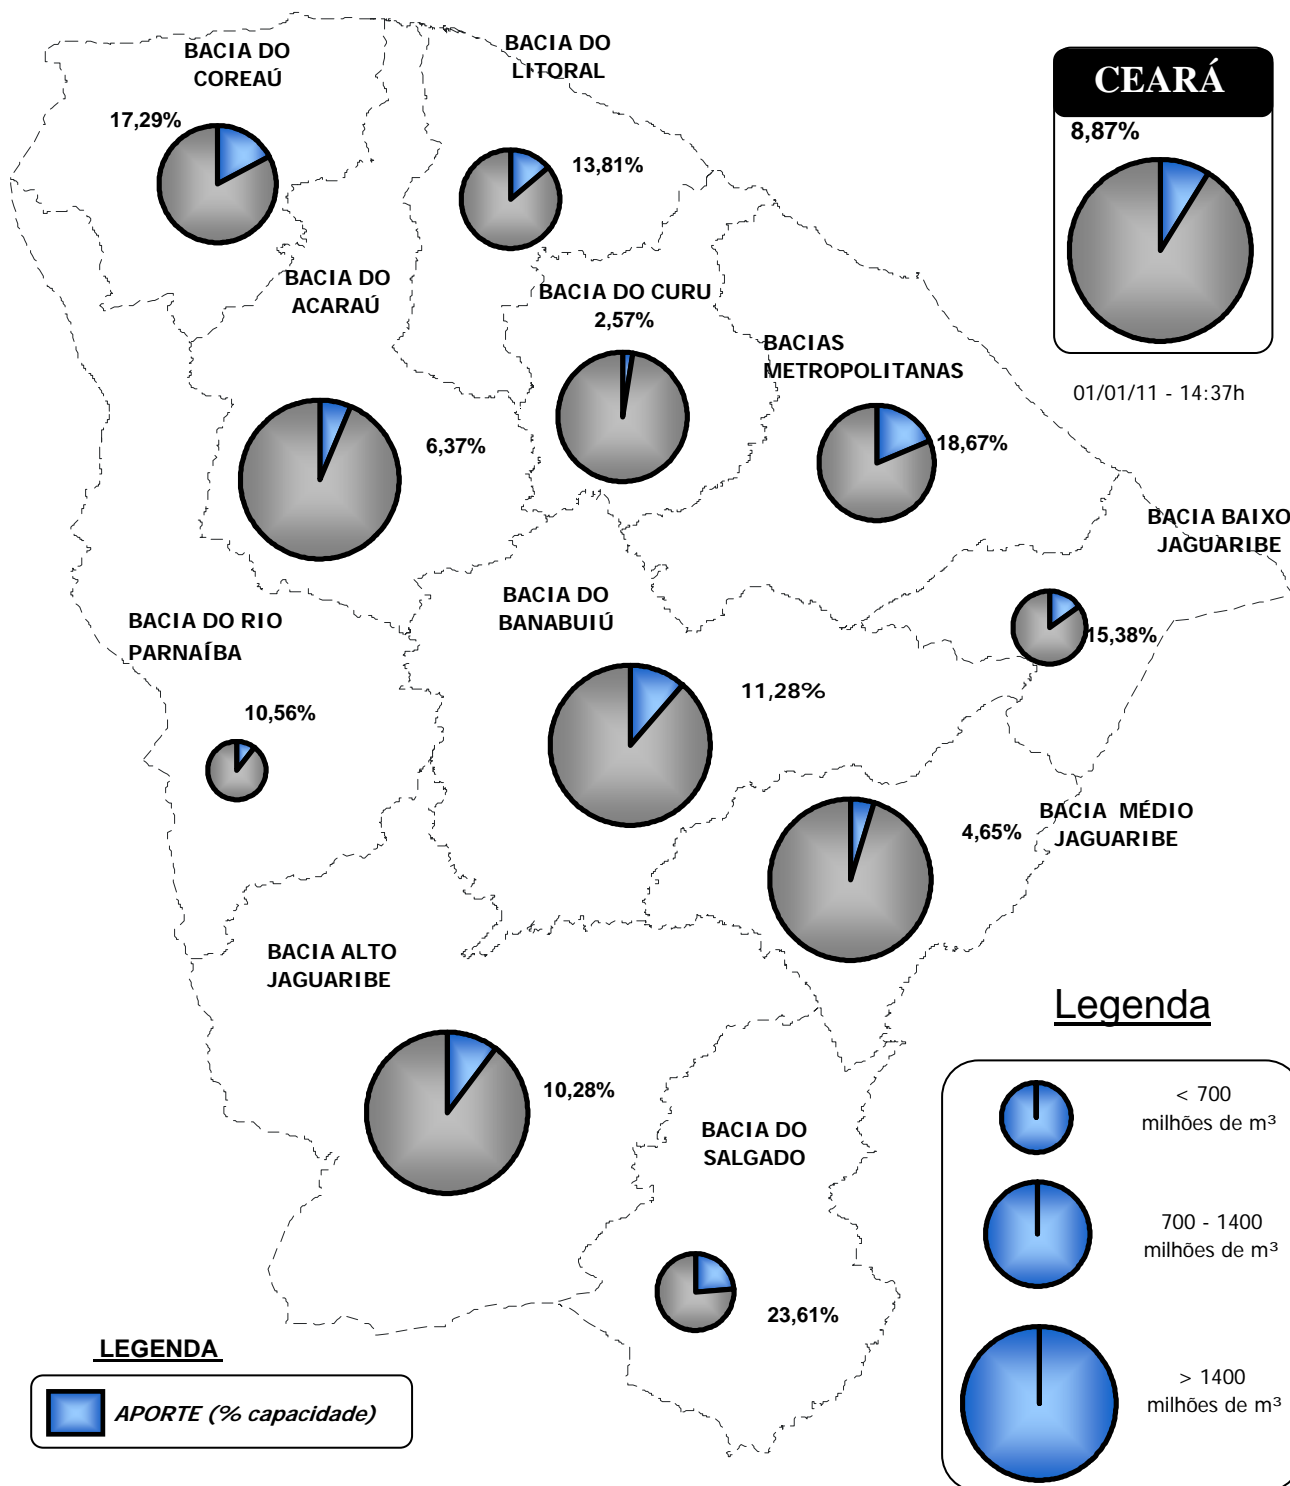 BACIA DO
COREAÚ
17,29%
BACIA DO
LITORAL
13,81%
CEARÁ
8,87%
01/01/11 - 14:37h
BACIA DO
ACARAÚ
6,37%
BACIA DO CURU
2,57%
BACIAS
METROPOLITANAS
18,67%
BACIA BAIXO
JAGUARIBE
15,38%
BACIA DO RIO
PARNAÍBA
10,56%
BACIA DO
BANABUIÚ
11,28%
BACIA MÉDIO
JAGUARIBE
4,65%
BACIA ALTO
JAGUARIBE
10,28%
BACIA DO
SALGADO
23,61%
Legenda
< 700
milhões de m³
700 - 1400
milhões de m³
> 1400
milhões de m³
LEGENDA
APORTE (% capacidade)